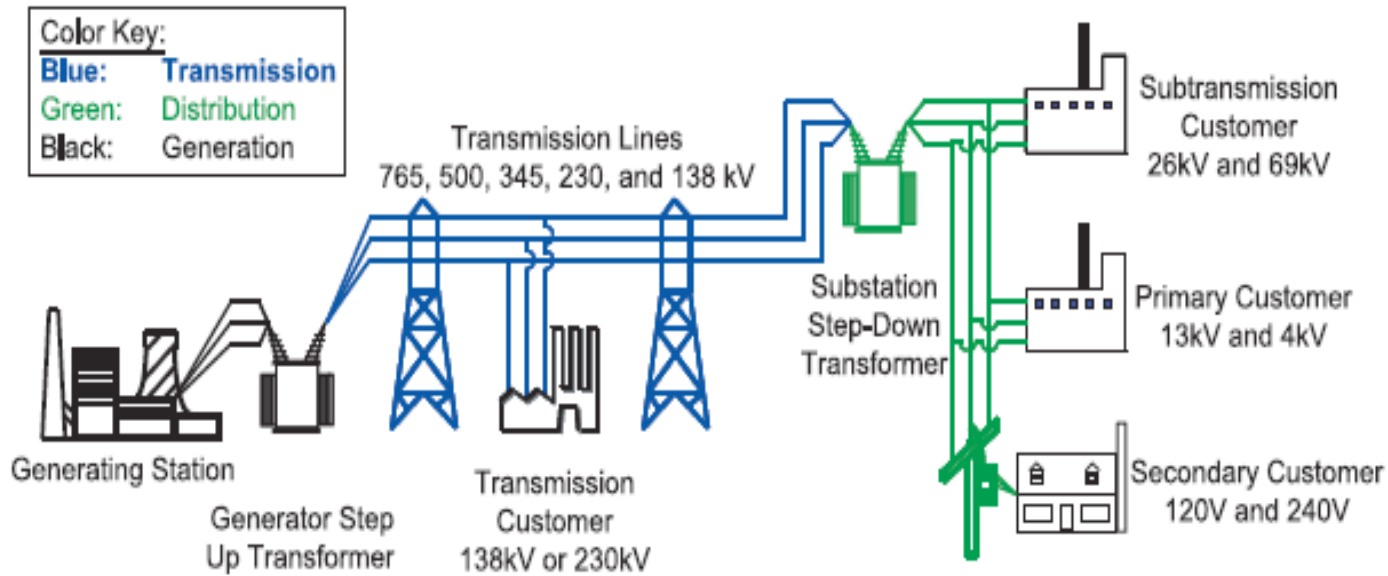 Color Key:
Blue: Transmission
Green: Distribution
Black: Generation
Transmission Lines
765, 500, 345, 230, and 138 kV
Subtransmission
Customer
26kV and 69kV
Substation
Step-Down
Transformer
Primary Customer
13kV and 4kV
Generating Station
Generator Step
Up Transformer
Transmission
Customer
138kV or 230kV
Secondary Customer
120V and 240V